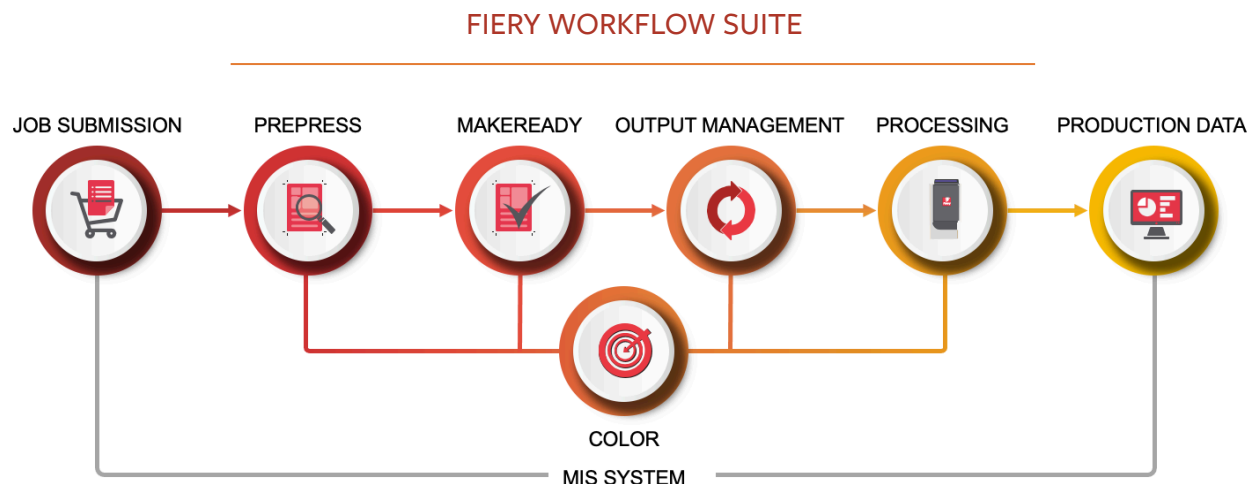 FIERY WORKFLOW SUITE
JOB SUBMISSION
PREPRESS
MAKEREADY
OUTPUT MANAGEMENT
PROCESSING
PRODUCTION DATA
COLOR
MIS SYSTEM